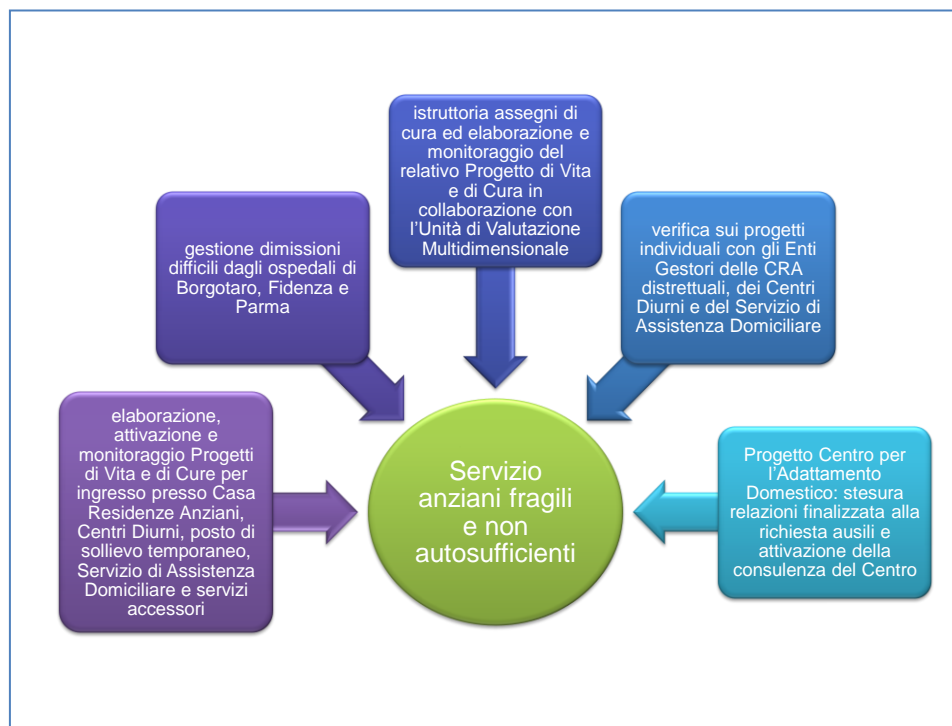 istruttoria assegni di
cura ed elaborazione e
monitoraggio del
relativo Progetto di Vita
e di Cura in
collaborazione con
l'Unità di Valutazione
Multidimensionale
gestione dimissioni
difficili dagli ospedali di
Borgotaro, Fidenza e
Parma
verifica sui progetti
individuali con gli Enti
Gestori delle CRA
distrettuali, dei Centri
Diurni e del Servizio di
Assistenza Domiciliare
elaborazione,
attivazione e
monitoraggio Progetti
di Vita e di Cure per
ingresso presso Casa
Residenze Anziani,
Centri Diurni, posto di
sollievo temporaneo,
Servizio di Assistenza
Domiciliare e servizi
accessori
Servizio
anziani fragili
e non
autosufficienti
Progetto Centro per
l'Adattamento
Domestico: stesura
relazioni finalizzata alla
richiesta ausili e
attivazione della
consulenza del Centro